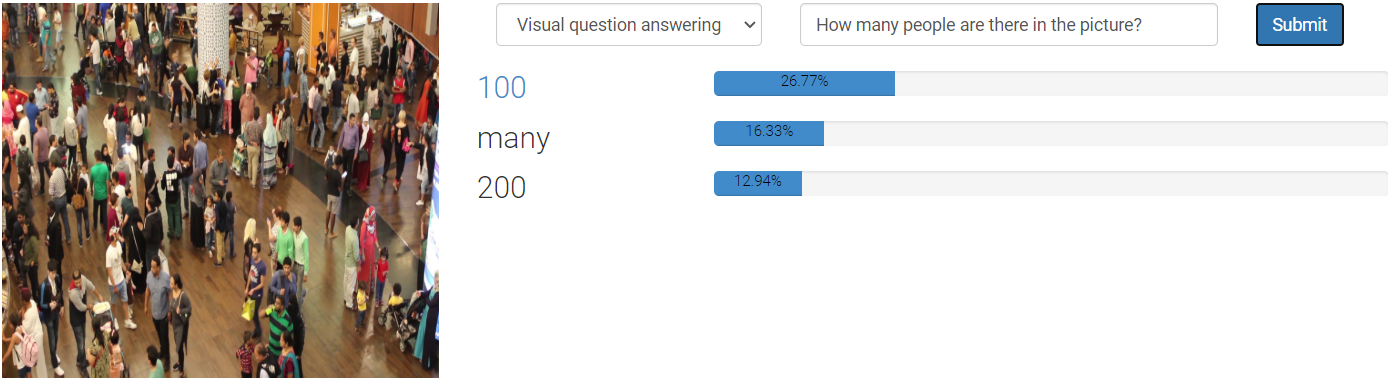 Visual question answering How many people are there in the picture? Submit
100 26.77%
many 16.33%
200 12.94%